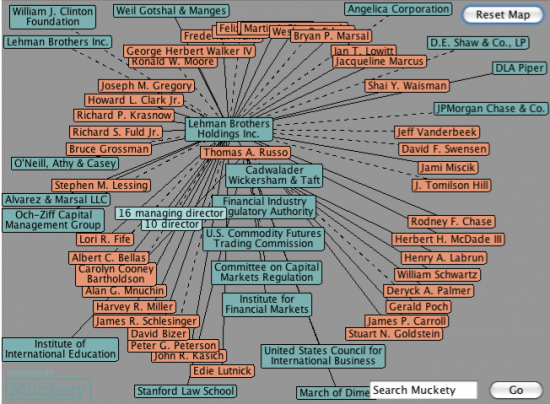 William J. Clinton
Foundation
Weil Gotshal & Manges
Angelica Corporation
Reset Map
Lehman Brothers Inc.
Martin
Bryan P. Marsal
George Herbert Walker IV
Ronald W. Moore
Ian T. Lowitt
Jacqueline Marcus
D.E. Shaw & Co., LP
DLA Piper
Joseph M. Gregory
Shai Y. Waisman
Howard L. Clark Jr.
JPMorgan Chase & Co.
Richard P. Krasnow
Lehman Brothers
Holdings Inc.
Richard S. Fuld Jr.
Jeff Vanderbeek
Bruce Grossman
Thomas A. Russo
David F. Swensen
O'Neill, Athy & Casey
Cadwalader
Wickersham & Taft
Jami Miscik
Stephen M. Lessing
J. Tomilson Hill
Alvarez & Marsal LLC
Financial Industry
gulatory Authority
16 managing director
10 director
Och-Ziff Capital
Management Group
Rodney F. Chase
Lori R. Fife
U.S. Commodity Futures
Trading Commission
Herbert H. McDade III
Albert C. Bellas
Henry A. Labrun
Carolyn Cooney
Bartholdson
Committee on Capital
Markets Regulation
William Schwartz
Alan G. Mnuchin
Deryck A. Palmer
Harvey R. Miller
Institute for
Financial Markets
Gerald Poch
James R. Schlesinger
James P. Carroll
David Bizer
Stuart N. Goldstein
Institute of
International Education
Peter G. Peterson
John R. Kasich
United States Council for
International Business
Edie Lutnick
POWERED BY
Muckety
Stanford Law School
March of Dime
Search Muckety
Go